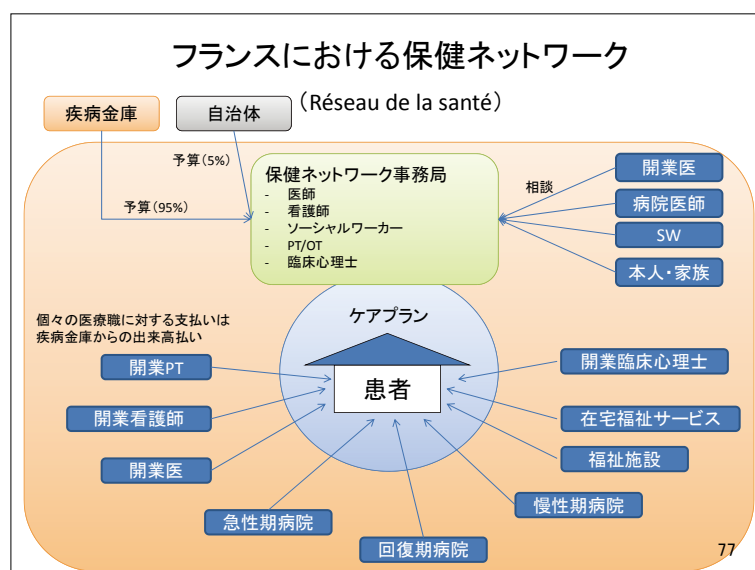 フランスにおける保健ネットワーク
（Réseau de la santé）
疾病金庫
自治体
予算（5%）
予算（95%）
保健ネットワーク事務局
- 医師
- 看護師
- ソーシャルワーカー
- PT/OT
- 臨床心理士
相談
開業医
病院医師
SW
本人・家族
個々の医療職に対する支払いは
疾病金庫からの出来高払い
ケアプラン
患者
開業PT
開業看護師
開業医
急性期病院
回復期病院
慢性期病院
福祉施設
在宅福祉サービス
開業臨床心理士
77